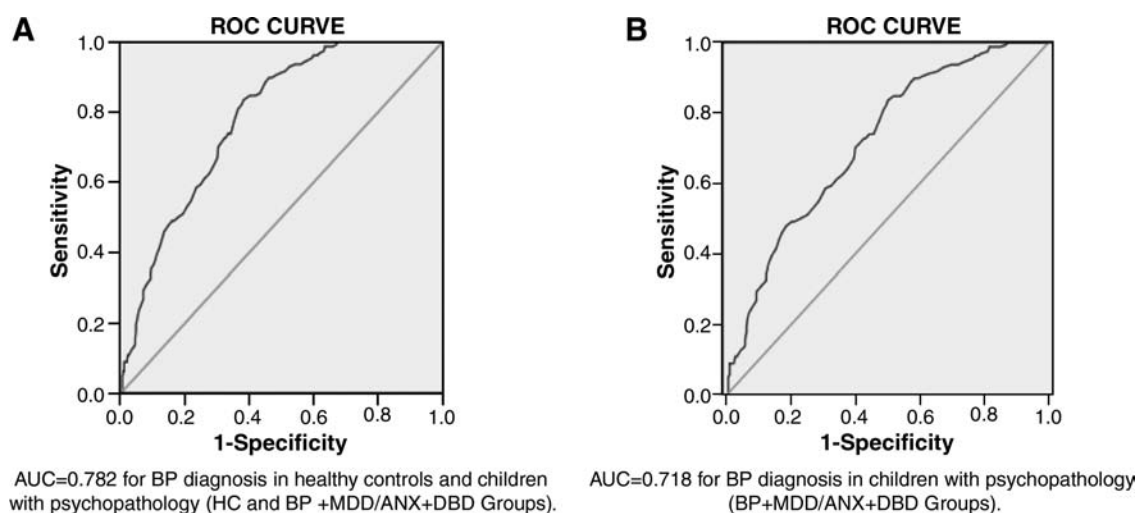 A
ROC CURVE
1.0
0.8
0.6
0.4
0.2
0.0
Sensitivity
0.0 0.2 0.4 0.6 0.8 1.0
1-Specificity
AUC=0.782 for BP diagnosis in healthy controls and children
with psychopathology (HC and BP +MDD/ANX+DBD Groups).
B
ROC CURVE
1.0
0.8
0.6
0.4
0.2
0.0
Sensitivity
0.0 0.2 0.4 0.6 0.8 1.0
1-Specificity
AUC=0.718 for BP diagnosis in children with psychopathology
(BP+MDD/ANX+DBD Groups).